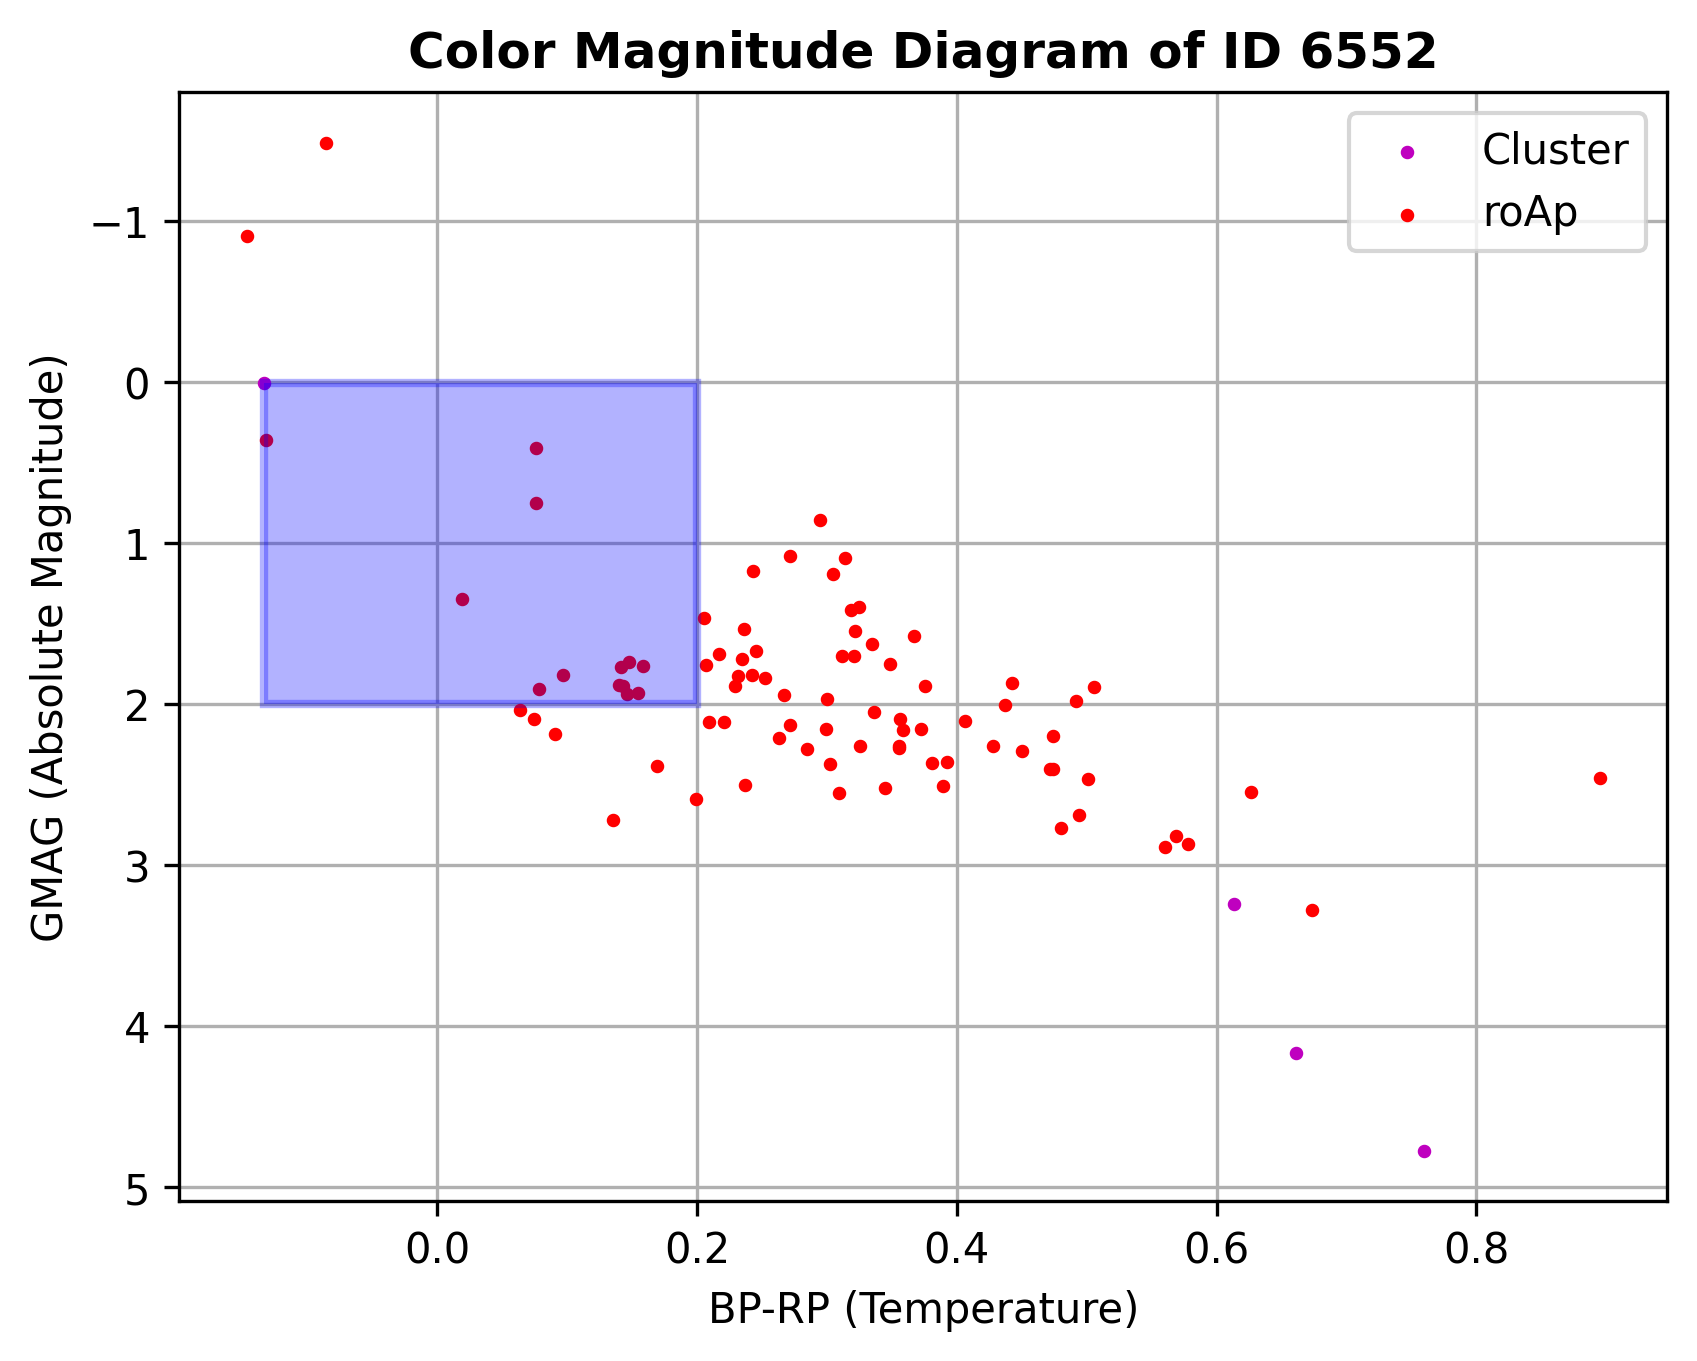 Color Magnitude Diagram of ID 6552
Cluster
roAp
−1
0
1
2
3
4
5
GMAG (Absolute Magnitude)
0.0 0.2 0.4 0.6 0.8
BP-RP (Temperature)